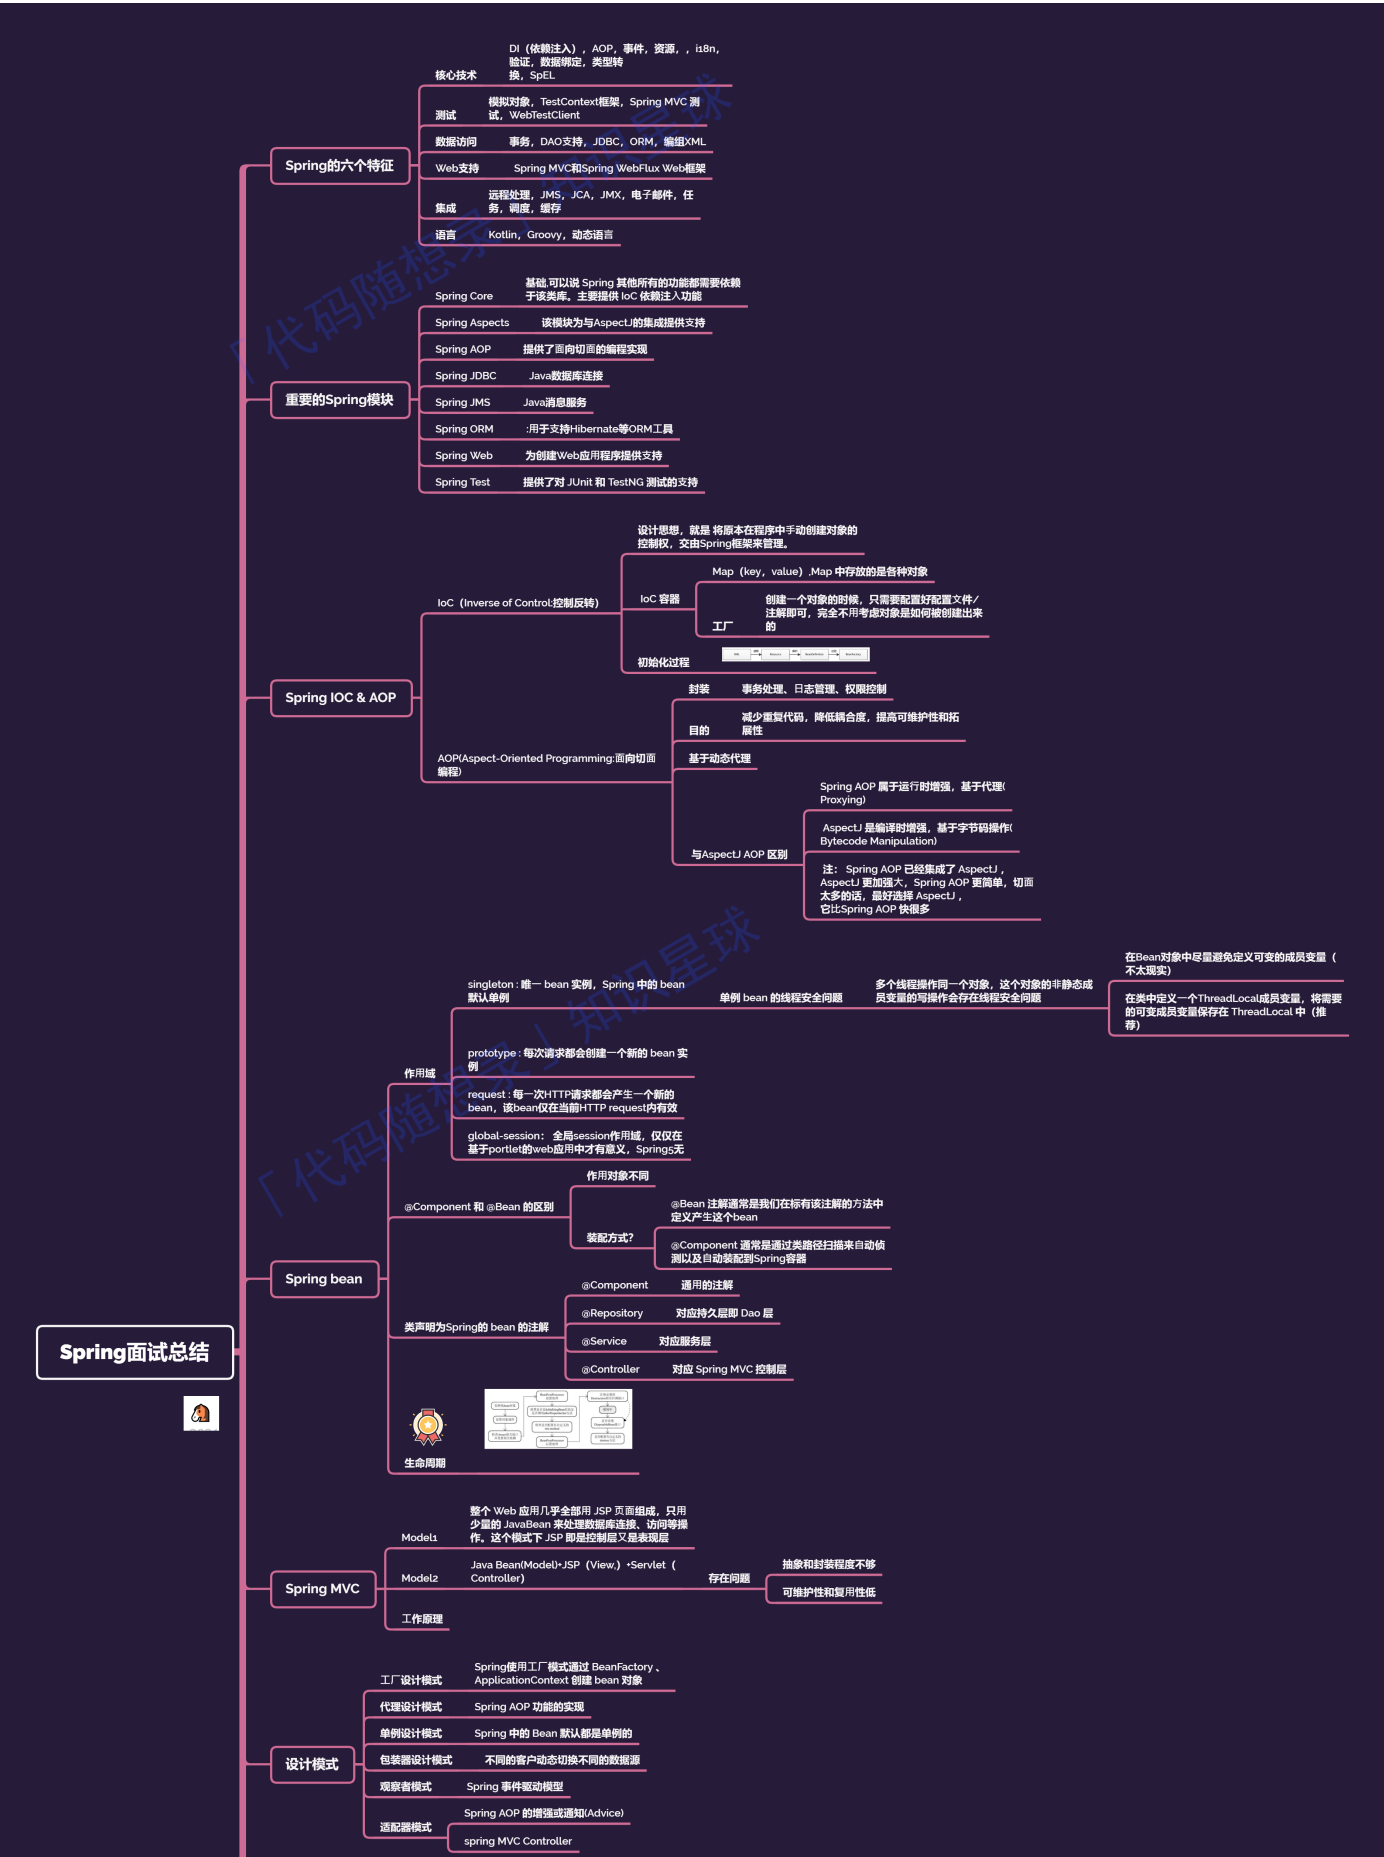 DI（依赖注入），AOP，事件，资源，，i18n，
验证，数据绑定，类型转
核心技术 换，SpEL
模拟对象，TestContext框架，Spring MVC 测
测试 试，WebTestClient
数据访问 事务，DAO支持，JDBC，ORM，编组XML
Spring的六个特征
Web支持 Spring MVC和Spring WebFlux Web框架
远程处理，JMS，JCA，JMX，电子邮件，任
集成 务，调度，缓存
语言 Kotlin，Groovy，动态语言
基础,可以说 Spring 其他所有的功能都需要依赖
Spring Core 于该类库。主要提供 IoC 依赖注入功能
Spring Aspects 该模块为与AspectJ的集成提供支持
Spring AOP 提供了面向切面的编程实现
Spring JDBC Java数据库连接
重要的Spring模块
Spring JMS Java消息服务
Spring ORM :用于支持Hibernate等ORM工具
Spring Web 为创建Web应用程序提供支持
Spring Test 提供了对 JUnit 和 TestNG 测试的支持
设计思想，就是 将原本在程序中手动创建对象的
控制权，交由Spring框架来管理。
Map（key，value）,Map 中存放的是各种对象
IoC（Inverse of Control:控制反转）
IoC 容器
创建一个对象的时候，只需要配置好配置文件/
注解即可，完全不用考虑对象是如何被创建出来
工厂 的
初始化过程
Spring IOC & AOP
封装 事务处理、日志管理、权限控制
减少重复代码，降低耦合度，提高可维护性和拓
目的 展性
AOP(Aspect-Oriented Programming:面向切面
编程)
基于动态代理
Spring AOP 属于运行时增强，基于代理(
Proxying)
与AspectJ AOP 区别
AspectJ 是编译时增强，基于字节码操作(
Bytecode Manipulation)
注： Spring AOP 已经集成了 AspectJ ，
AspectJ 更加强大，Spring AOP 更简单，切面
太多的话，最好选择 AspectJ ，
它比Spring AOP 快很多
singleton : 唯一 bean 实例，Spring 中的 bean
默认单例
单例 bean 的线程安全问题
多个线程操作同一个对象，这个对象的非静态成
员变量的写操作会存在线程安全问题
在Bean对象中尽量避免定义可变的成员变量（
不太现实）
在类中定义一个ThreadLocal成员变量，将需要
的可变成员变量保存在 ThreadLocal 中（推
荐）
作用域
prototype : 每次请求都会创建一个新的 bean 实
例
request : 每一次HTTP请求都会产生一个新的
bean，该bean仅在当前HTTP request内有效
global-session： 全局session作用域，仅仅在
基于portlet的web应用中才有意义，Spring5无
@Component 和 @Bean 的区别
作用对象不同
装配方式？
@Bean 注解通常是我们在标有该注解的方法中
定义产生这个bean
@Component 通常是通过类路径扫描来自动侦
测以及自动装配到Spring容器
Spring bean
类声明为Spring的 bean 的注解
@Component 通用的注解
@Repository 对应持久层即 Dao 层
@Service 对应服务层
@Controller 对应 Spring MVC 控制层
生命周期
Spring面试总结
整个 Web 应用几乎全部用 JSP 页面组成，只用
少量的 JavaBean 来处理数据库连接、访问等操
Model1 作。这个模式下 JSP 即是控制层又是表现层
Spring MVC
Java Bean(Model)+JSP（View,）+Servlet（
Model2 Controller）
存在问题
抽象和封装程度不够
可维护性和复用性低
工作原理
Spring使用工厂模式通过 BeanFactory 、
工厂设计模式 ApplicationContext 创建 bean 对象
代理设计模式 Spring AOP 功能的实现
单例设计模式 Spring 中的 Bean 默认都是单例的
设计模式
包装器设计模式 不同的客户动态切换不同的数据源
观察者模式 Spring 事件驱动模型
适配器模式
Spring AOP 的增强或通知(Advice)
spring MVC Controller
「代码随想录」知识星球
「代码随想录」知识星球